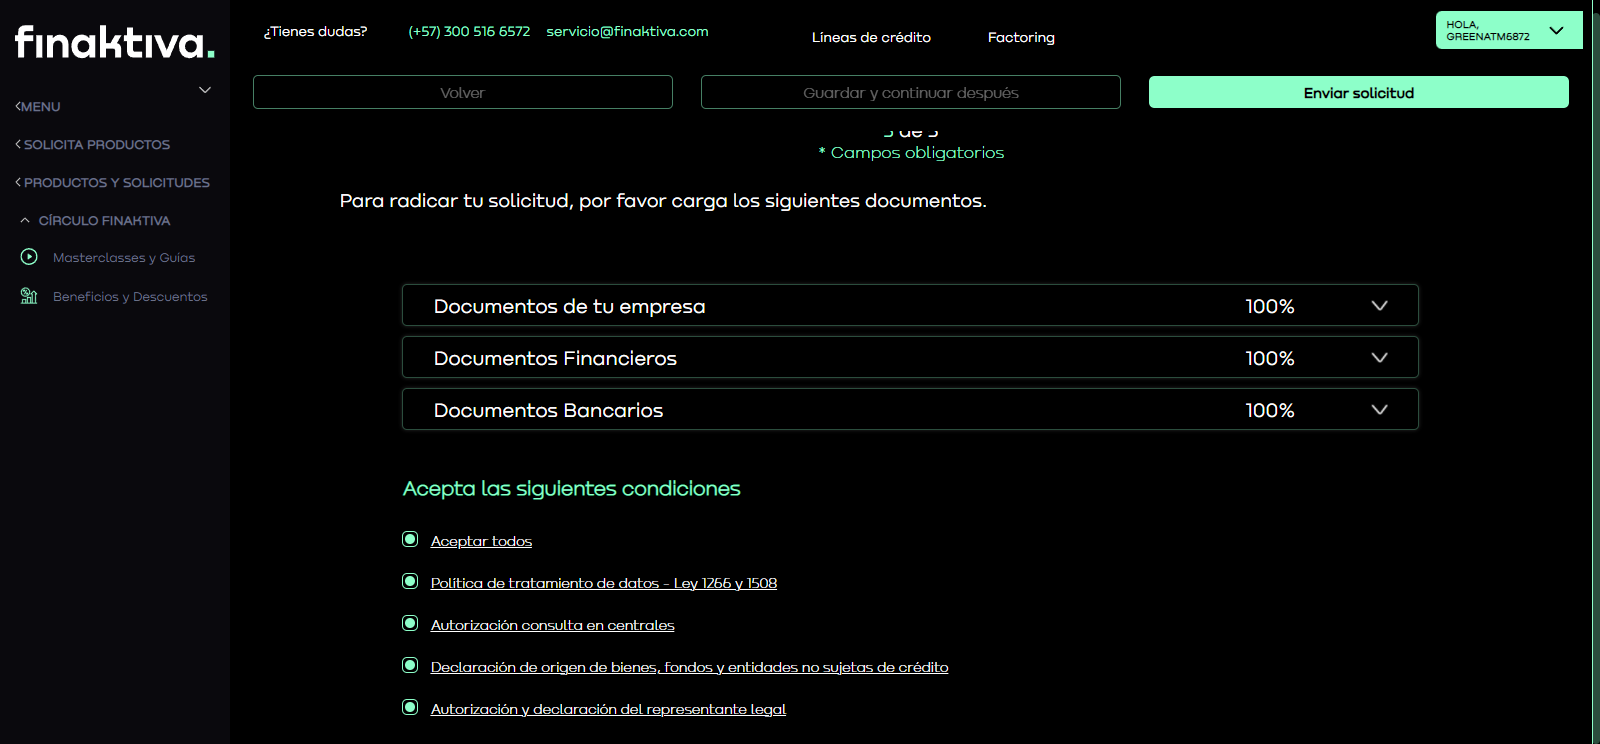 finaktiva.
¿Tienes dudas?
(+57) 300 516 6572
servicio@finaktiva.com
Líneas de crédito
Factoring
HOLA,
GREENATM6872
MENU
SOLICITA PRODUCTOS
PRODUCTOS Y SOLICITUDES
CÍRCULO FINAKTIVA
Masterclasses y Guías
Beneficios y Descuentos
Volver
Guardar y continuar después
Enviar solicitud
de
* Campos obligatorios
Para radicar tu solicitud, por favor carga los siguientes documentos.
Documentos de tu empresa 100%
Documentos Financieros 100%
Documentos Bancarios 100%
Acepta las siguientes condiciones
Aceptar todos
Política de tratamiento de datos - Ley 1266 y 1508
Autorización consulta en centrales
Declaración de origen de bienes, fondos y entidades no sujetas de crédito
Autorización y declaración del representante legal